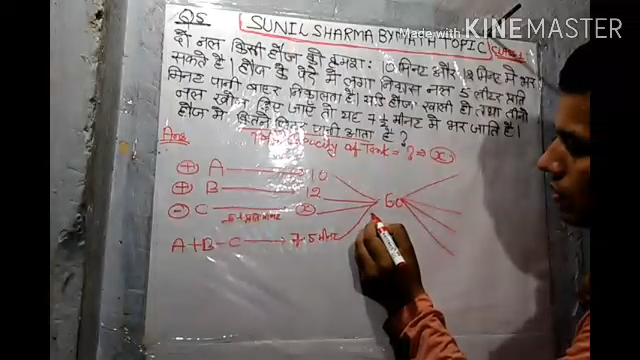 Made with KINEMASTER
Q5 SUNIL SHARMA BY MATH TOPIC
दो नल किसी हौज को क्रमश: 10 मिनट और 12 मिनट में भर
सकते है। हौज के पेंदे में लगा निकास नल 5 लीटर प्रति
मिनट पानी बाहर निकालता है। यदि हौज खाली हो तथा तीनो
नल खोल दिए जाएँ तो यह 7 1/2 मीनट में भर जाति है।
हौज में कितने लिटर पानी आता है ?
Ans Capacity of Tank = ? ⇒ x
(+) A 10
(+) B 12
(-) C x
60
A+B-C 7.5 मीनट